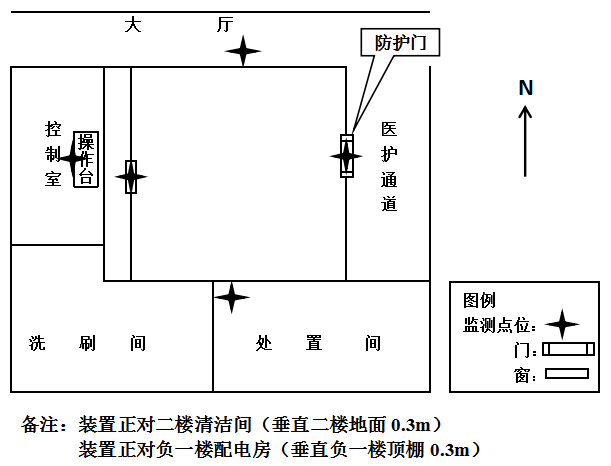 大厅
防护门
N
控制室
操作台
医护通道
洗刷间
处置间
图例
监测点位：
门：
窗：
备注：装置正对二楼清洁间（垂直二楼地面 0.3m）
装置正对负一楼配电房（垂直负一楼顶棚 0.3m）